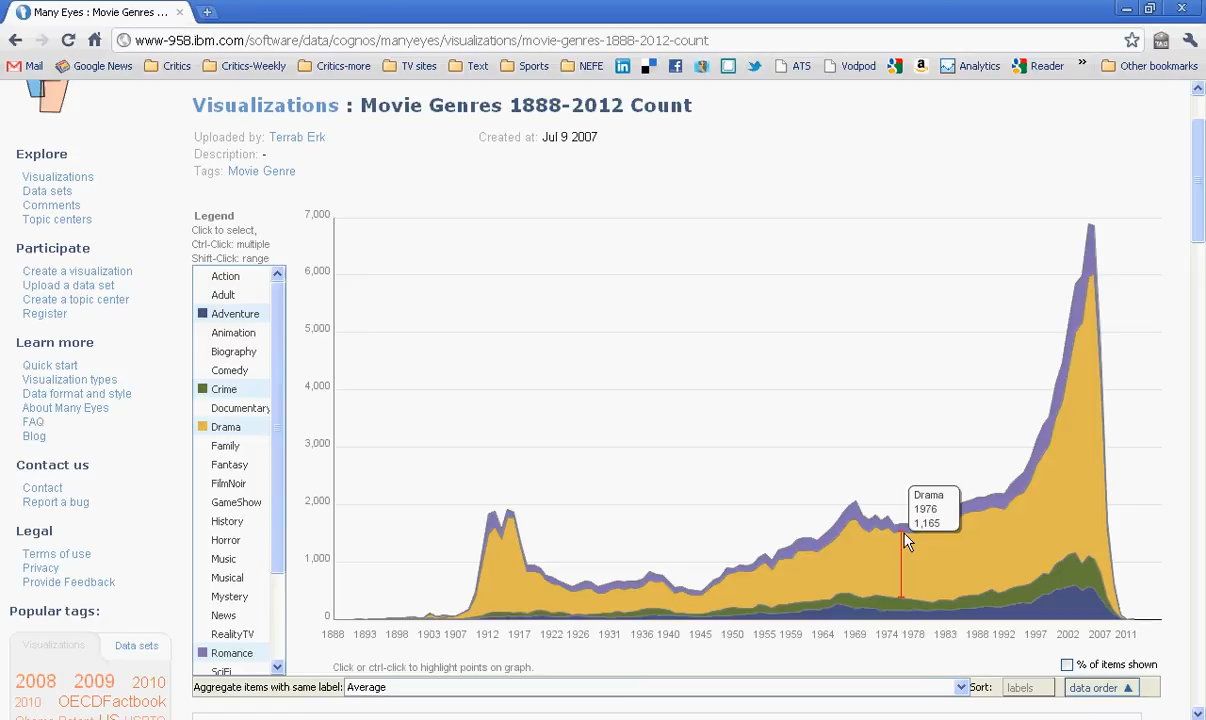 Many Eyes : Movie Genres ...
www-958.ibm.com/software/data/cognos/manyeyes/visualizations/movie-genres-1888-2012-count
Mail Google News Critics Critics-Weekly Critics-more TV sites Text Sports NEFE ATS Vodpod Analytics Reader » Other bookmarks
Visualizations : Movie Genres 1888-2012 Count
Uploaded by: Terrab Erk Created at: Jul 9 2007
Description: -
Tags: Movie Genre
Explore
Visualizations
Data sets
Comments
Topic centers
Participate
Create a visualization
Upload a data set
Create a topic center
Register
Learn more
Quick start
Visualization types
Data format and style
About Many Eyes
FAQ
Blog
Contact us
Contact
Report a bug
Legal
Terms of use
Privacy
Provide Feedback
Popular tags:
Visualizations Data sets
2008 2009 2010
2010 OECDFactbook
Legend
Click to select,
Ctrl-Click: multiple
Shift-Click: range
Action
Adult
Adventure
Animation
Biography
Comedy
Crime
Documentary
Drama
Family
Fantasy
FilmNoir
GameShow
History
Horror
Music
Musical
Mystery
News
RealityTV
Romance
SciFi
7,000
6,000
5,000
4,000
3,000
2,000
1,000
0
Drama
1976
1,165
1888 1893 1898 1903 1907 1912 1917 1922 1926 1931 1936 1940 1945 1950 1955 1959 1964 1969 1974 1978 1983 1988 1992 1997 2002 2007 2011
Click or ctrl-click to highlight points on graph.
% of items shown
Aggregate items with same label: Average Sort: labels data order